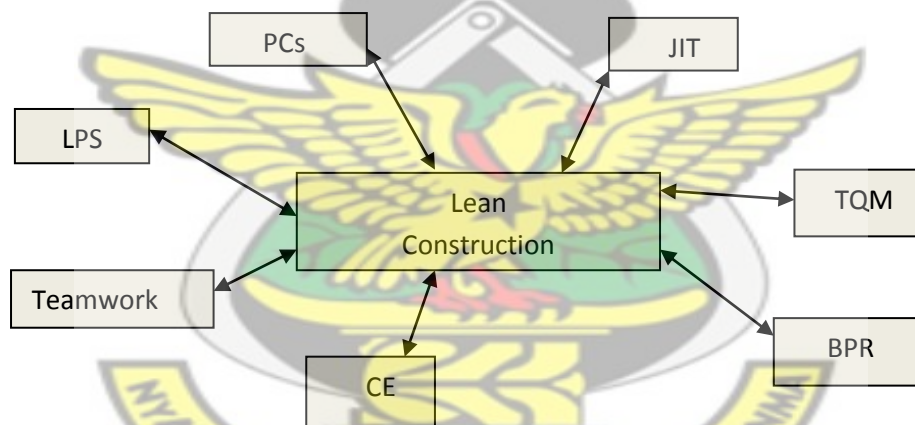 PCs
JIT
LPS
TQM
Lean
Construction
Teamwork
BPR
CE